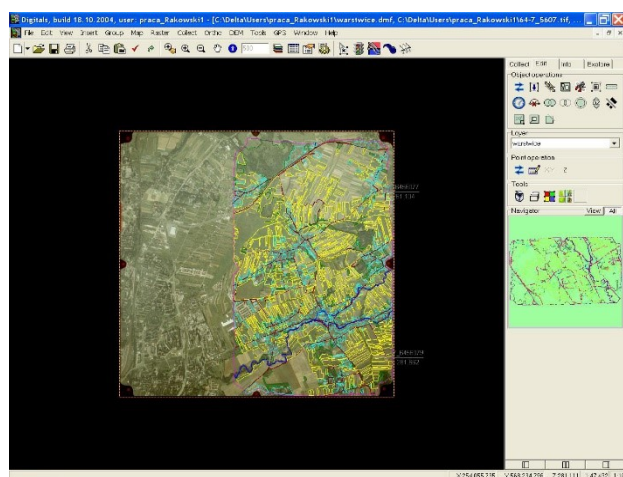 Digitals, build 18.10.2004, user: praca_Rakowski1 - [C:\Delta\Users\praca_Rakowski1\warstwice.dmf, C:\Delta\Users\praca_Rakowski1\64-7_5607.tif,
File Edit View Insert Group Map Raster Collect Ortho DEM Tools GPS Window Help
Collect Edit Info Explore
Object operations
Layer
warstwice
Point operation
Tools
Navigator View All